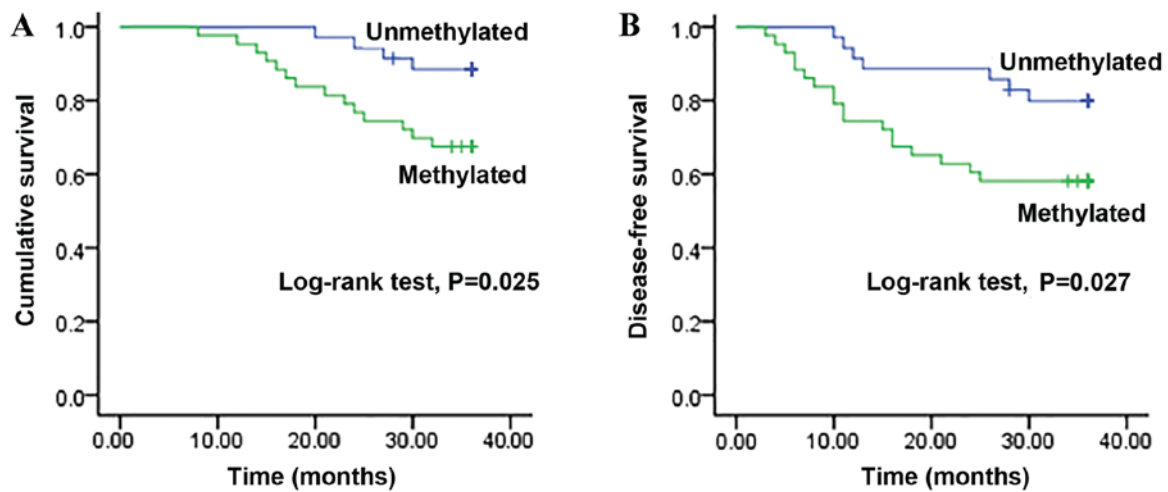 A
Cumulative survival
1.0
0.8
0.6
0.4
0.2
0.0
Unmethylated
Methylated
Log-rank test, P=0.025
0.00 10.00 20.00 30.00 40.00
Time (months)
B
Disease-free survival
1.0
0.8
0.6
0.4
0.2
0.0
Unmethylated
Methylated
Log-rank test, P=0.027
0.00 10.00 20.00 30.00 40.00
Time (months)